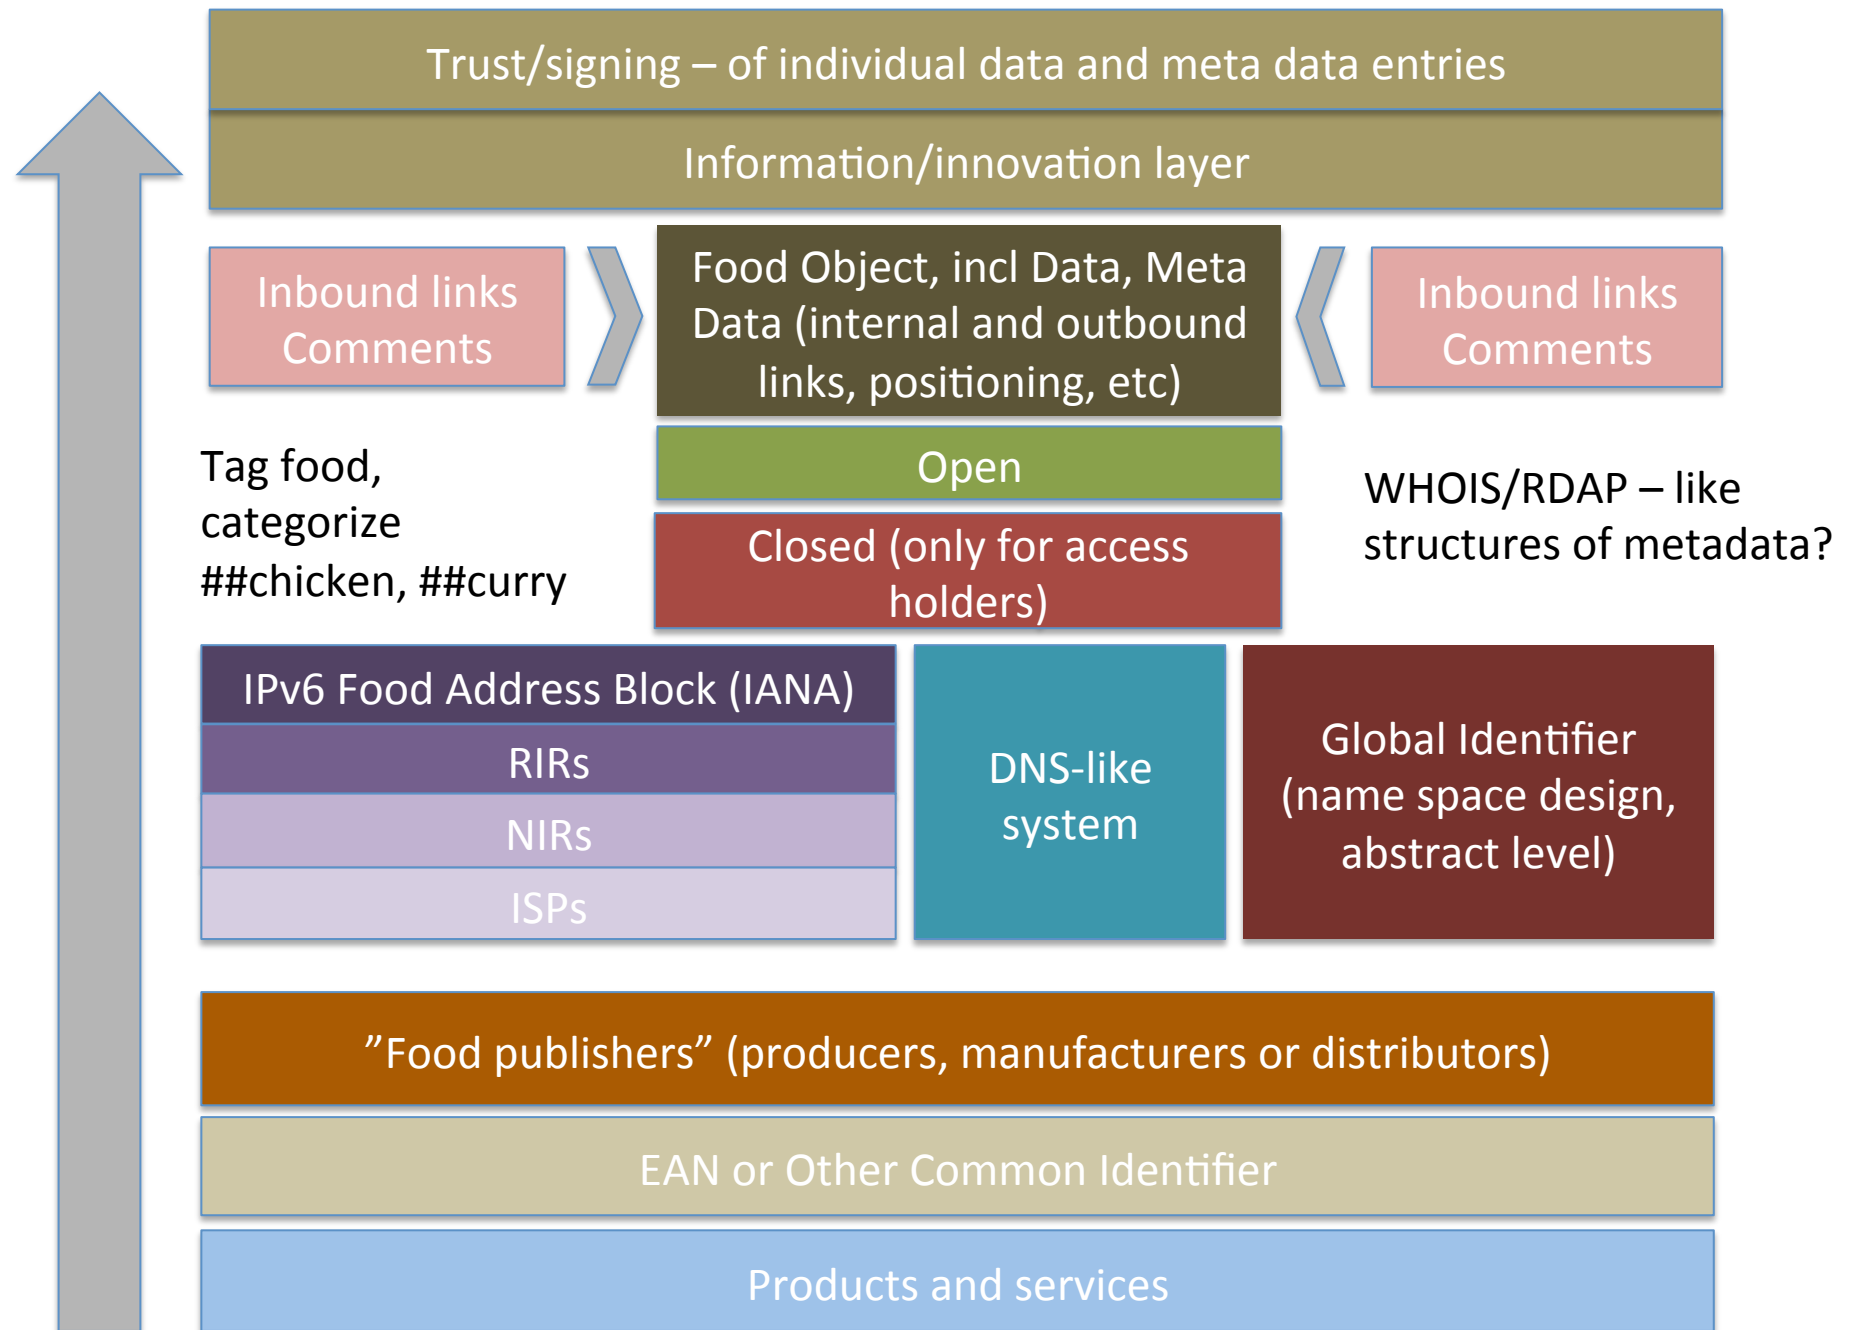 Trust/signing – of individual data and meta data entries
Information/innovation layer
Inbound links
Comments
Food Object, incl Data, Meta
Data (internal and outbound
links, positioning, etc)
Inbound links
Comments
Open
Closed (only for access
holders)
Tag food,
categorize
##chicken, ##curry
WHOIS/RDAP – like
structures of metadata?
IPv6 Food Address Block (IANA)
RIRs
NIRs
ISPs
DNS-like
system
Global Identifier
(name space design,
abstract level)
”Food publishers” (producers, manufacturers or distributors)
EAN or Other Common Identifier
Products and services